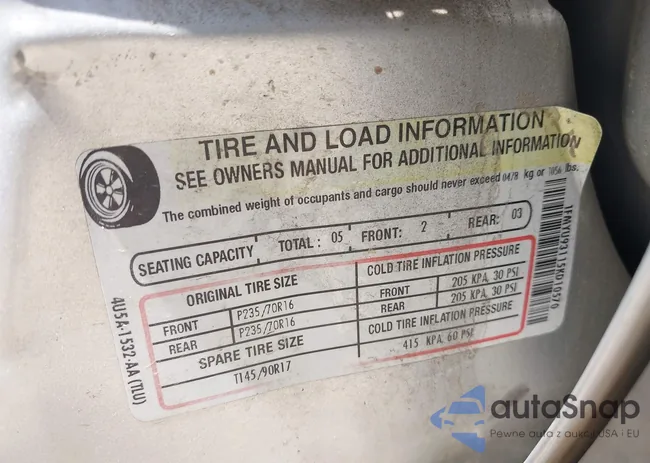 TIRE AND LOAD INFORMATION
SEE OWNERS MANUAL FOR ADDITIONAL INFORMATION
The combined weight of occupants and cargo should never exceed 0478 kg or 1056 lbs.
SEATING CAPACITY TOTAL : 05 FRONT: 2 REAR: 03
ORIGINAL TIRE SIZE COLD TIRE INFLATION PRESSURE
FRONT P235/70R16 FRONT 205 KPA, 30 PSI
REAR P235/70R16 REAR 205 KPA, 30 PSI
SPARE TIRE SIZE COLD TIRE INFLATION PRESSURE
T145/90R17 415 KPA, 60 PSI
4U5A-1532-AA (TLU)
autaSnap
Pewne auta z aukcji USA i EU